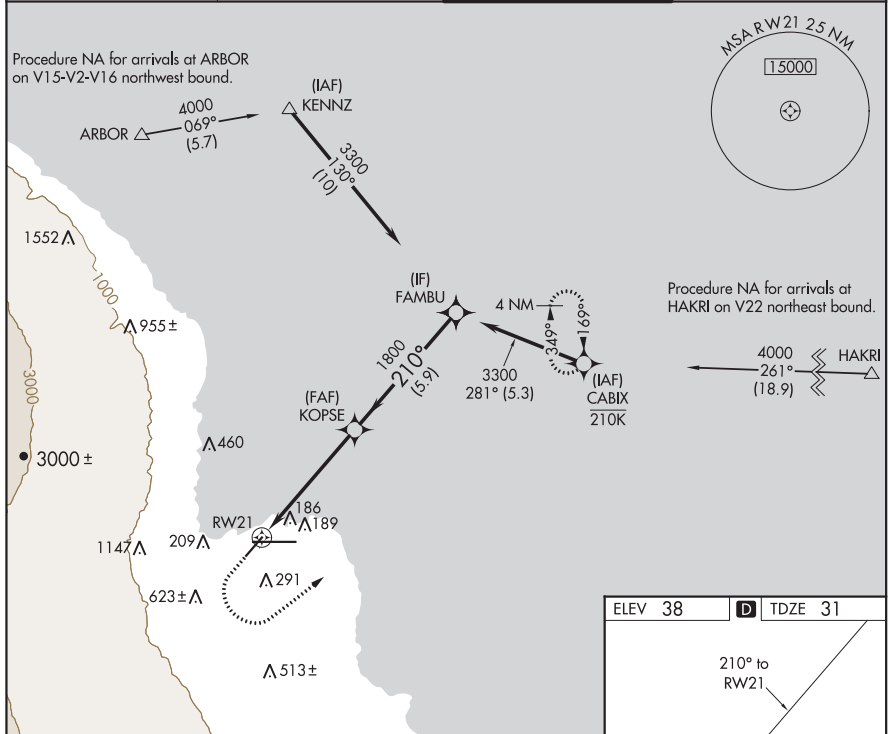 Procedure NA for arrivals at ARBOR
on V15-V2-V16 northwest bound.
MSA RW21 25 NM
15000
(IAF)
KENNZ
4000
069°
(5.7)
ARBOR
3300
130°
(10)
1552
1000
955±
(IF)
FAMBU
4 NM
349°
169°
Procedure NA for arrivals at
HAKRI on V22 northeast bound.
1800
210°
(5.9)
3300
281° (5.3)
(IAF)
CABIX
210K
4000
261°
(18.9)
HAKRI
3000
(FAF)
KOPSE
460
3000 ±
RW21
186
189
209
1147
291
623±
513±
ELEV 38
D
TDZE 31
210° to
RW21